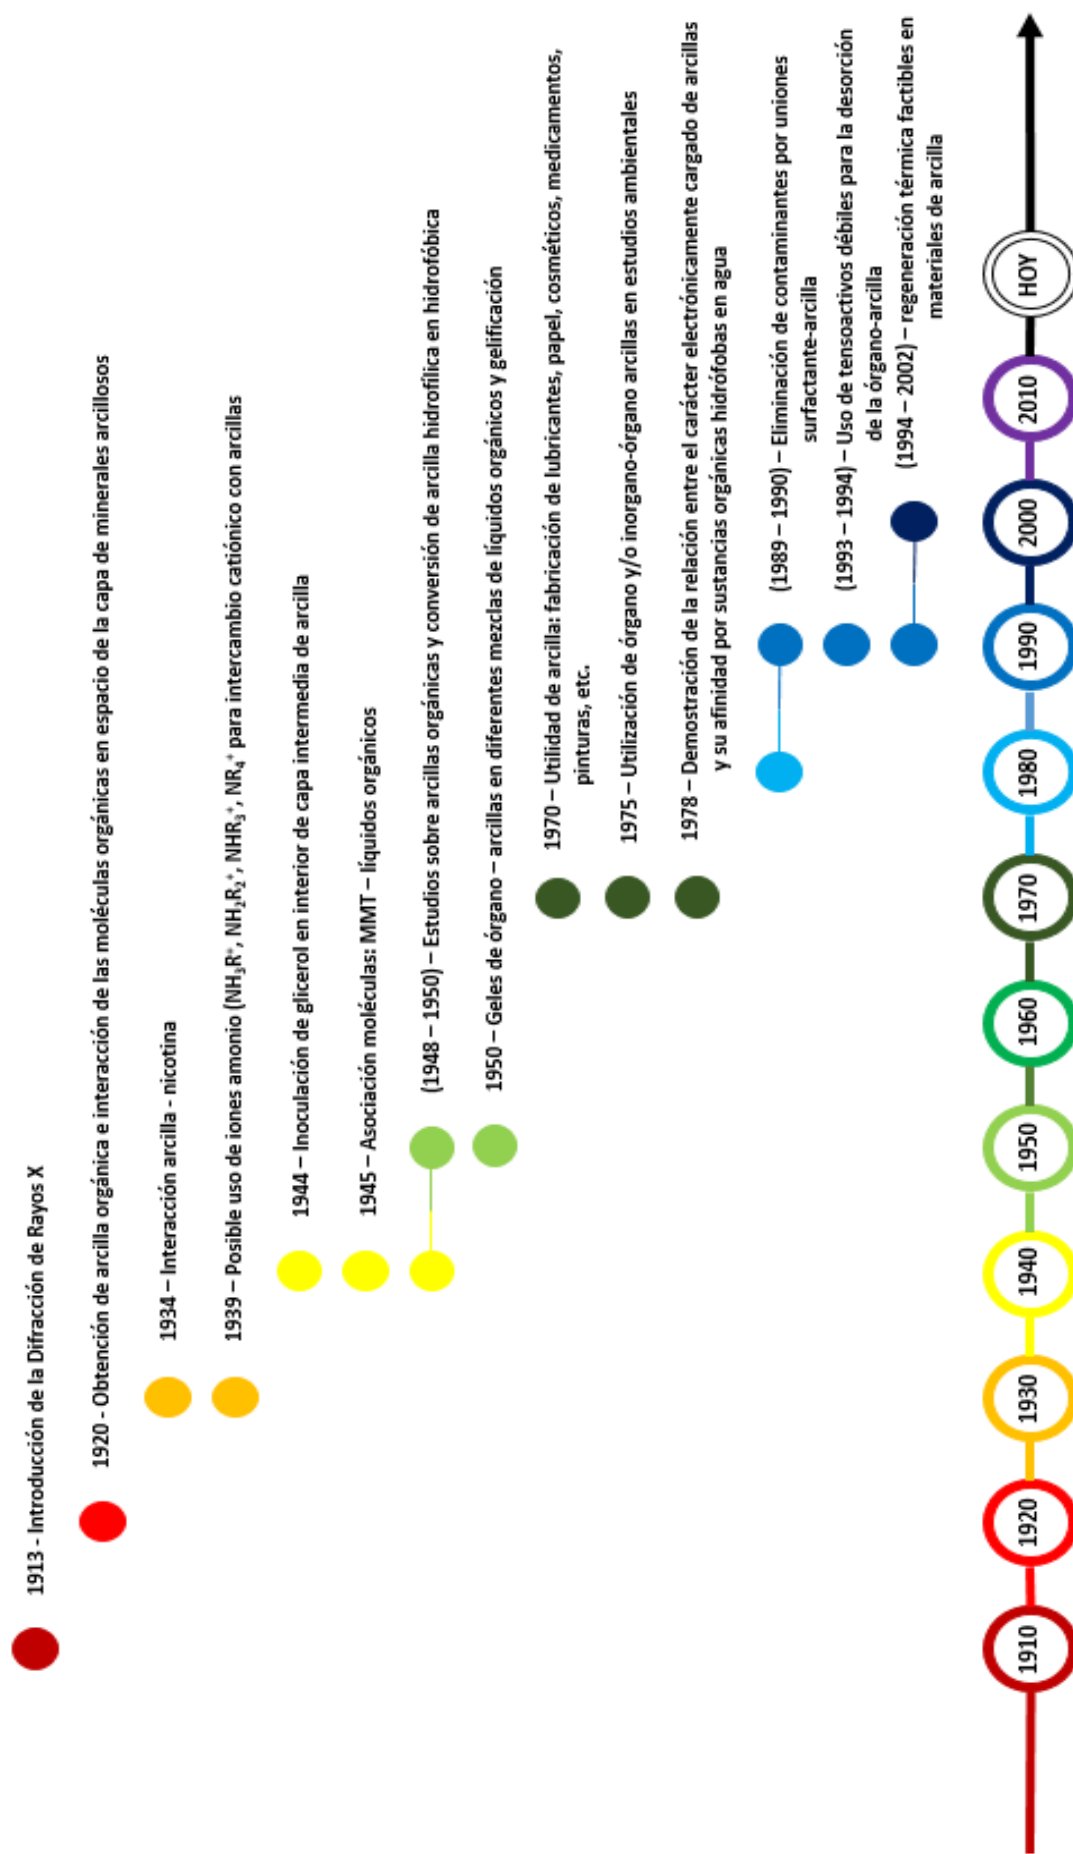 1913 - Introducción de la Difracción de Rayos X
1920 - Obtención de arcilla orgánica e interacción de las moléculas orgánicas en espacio de la capa de minerales arcillosos
1934 – Interacción arcilla - nicotina
1939 – Posible uso de iones amonio (NH₃R⁺, NH₂R₂⁺, NHR₃⁺, NR₄⁺ para intercambio catiónico con arcillas
1944 – Inoculación de glicerol en interior de capa intermedia de arcilla
1945 – Asociación moléculas: MMT – líquidos orgánicos
(1948 – 1950) – Estudios sobre arcillas orgánicas y conversión de arcilla hidrofílica en hidrofóbica
1950 – Geles de órgano – arcillas en diferentes mezclas de líquidos orgánicos y gelificación
1970 – Utilidad de arcilla: fabricación de lubricantes, papel, cosméticos, medicamentos,
pinturas, etc.
1975 – Utilización de órgano y/o inorgano-órgano arcillas en estudios ambientales
1978 – Demostración de la relación entre el carácter electrónicamente cargado de arcillas
y su afinidad por sustancias orgánicas hidrófobas en agua
(1989 – 1990) – Eliminación de contaminantes por uniones
surfactante-arcilla
(1993 – 1994) – Uso de tensoactivos débiles para la desorción
de la órgano-arcilla
(1994 – 2002) – regeneración térmica factibles en
materiales de arcilla
1910
1920
1930
1940
1950
1960
1970
1980
1990
2000
2010
HOY